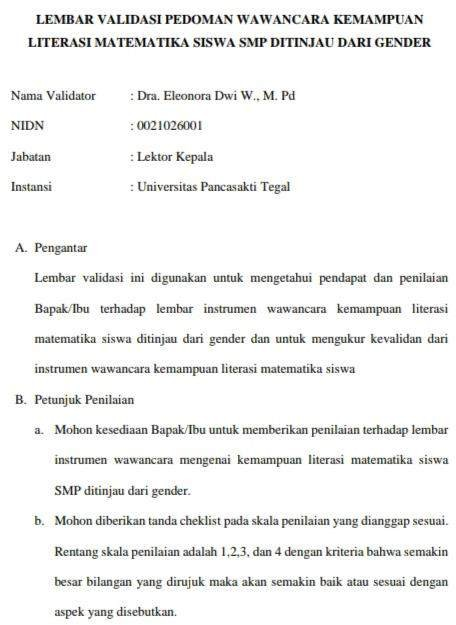 LEMBAR VALIDASI PEDOMAN WAWANCARA KEMAMPUAN
LITERASI MATEMATIKA SISWA SMP DITINJAU DARI GENDER
Nama Validator : Dra. Eleonora Dwi W., M. Pd
NIDN : 0021026001
Jabatan : Lektor Kepala
Instansi : Universitas Pancasakti Tegal
A. Pengantar
Lembar validasi ini digunakan untuk mengetahui pendapat dan penilaian
Bapak/Ibu terhadap lembar instrumen wawancara kemampuan literasi
matematika siswa ditinjau dari gender dan untuk mengukur kevalidan dari
instrumen wawancara kemampuan literasi matematika siswa
B. Petunjuk Penilaian
a. Mohon kesediaan Bapak/Ibu untuk memberikan penilaian terhadap lembar
instrumen wawancara mengenai kemampuan literasi matematika siswa
SMP ditinjau dari gender.
b. Mohon diberikan tanda cheklist pada skala penilaian yang dianggap sesuai.
Rentang skala penilaian adalah 1,2,3, dan 4 dengan kriteria bahwa semakin
besar bilangan yang dirujuk maka akan semakin baik atau sesuai dengan
aspek yang disebutkan.